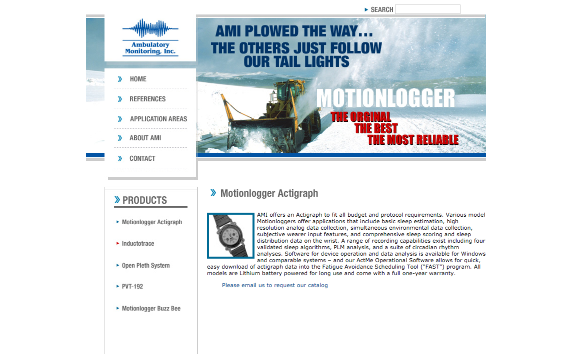 SEARCH
Ambulatory
Monitoring, Inc.
AMI PLOWED THE WAY...
THE OTHERS JUST FOLLOW
OUR TAIL LIGHTS
MOTIONLOGGER
THE ORGINAL
THE BEST
THE MOST RELIABLE
HOME
REFERENCES
APPLICATION AREAS
ABOUT AMI
CONTACT
PRODUCTS
Motionlogger Actigraph
Inductotrace
Open Pleth System
PVT-192
Motionlogger Buzz Bee
Motionlogger Actigraph
AMI offers an Actigraph to fit all budget and protocol requirements. Various model
Motionloggers offer applications that include basic sleep estimation, high
resolution analog data collection, simultaneous environmental data collection,
subjective wearer input features, and comprehensive sleep scoring and sleep
distribution data on the wrist. A range of recording capabilities exist including four
validated sleep algorithms, PLM analysis, and a suite of circadian rhythm
analyses. Software for device operation and data analysis is available for Windows
and comparable systems – and our ActMe Operational Software allows for quick,
easy download of actigraph data into the Fatigue Avoidance Scheduling Tool ("FAST") program. All
models are Lithium battery powered for long use and come with a full one-year warranty.
Please email us to request our catalog